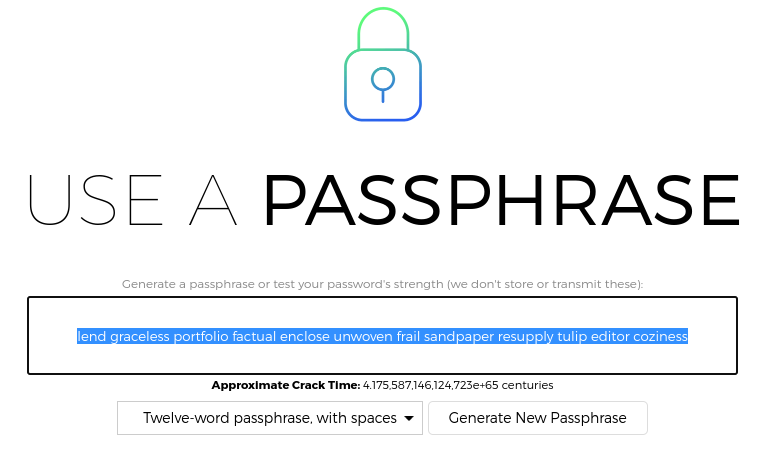 USE A PASSPHRASE
Generate a passphrase or test your password's strength (we don't store or transmit these):
lend graceless portfolio factual enclose unwoven frail sandpaper resupply tulip editor coziness
Approximate Crack Time: 4.175,587,146,124,723e+65 centuries
Twelve-word passphrase, with spaces
Generate New Passphrase